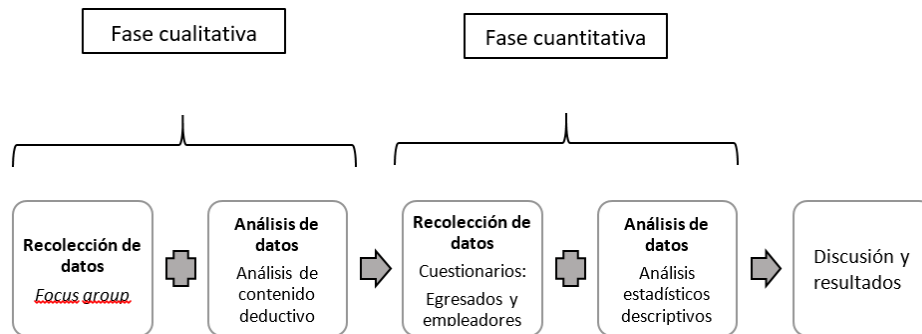 Fase cualitativa
Fase cuantitativa
Recolección de
datos
Focus group
Análisis de
datos
Análisis de
contenido
deductivo
Recolección de
datos
Cuestionarios:
Egresados y
empleadores
Análisis de
datos
Análisis
estadísticos
descriptivos
Discusión y
resultados